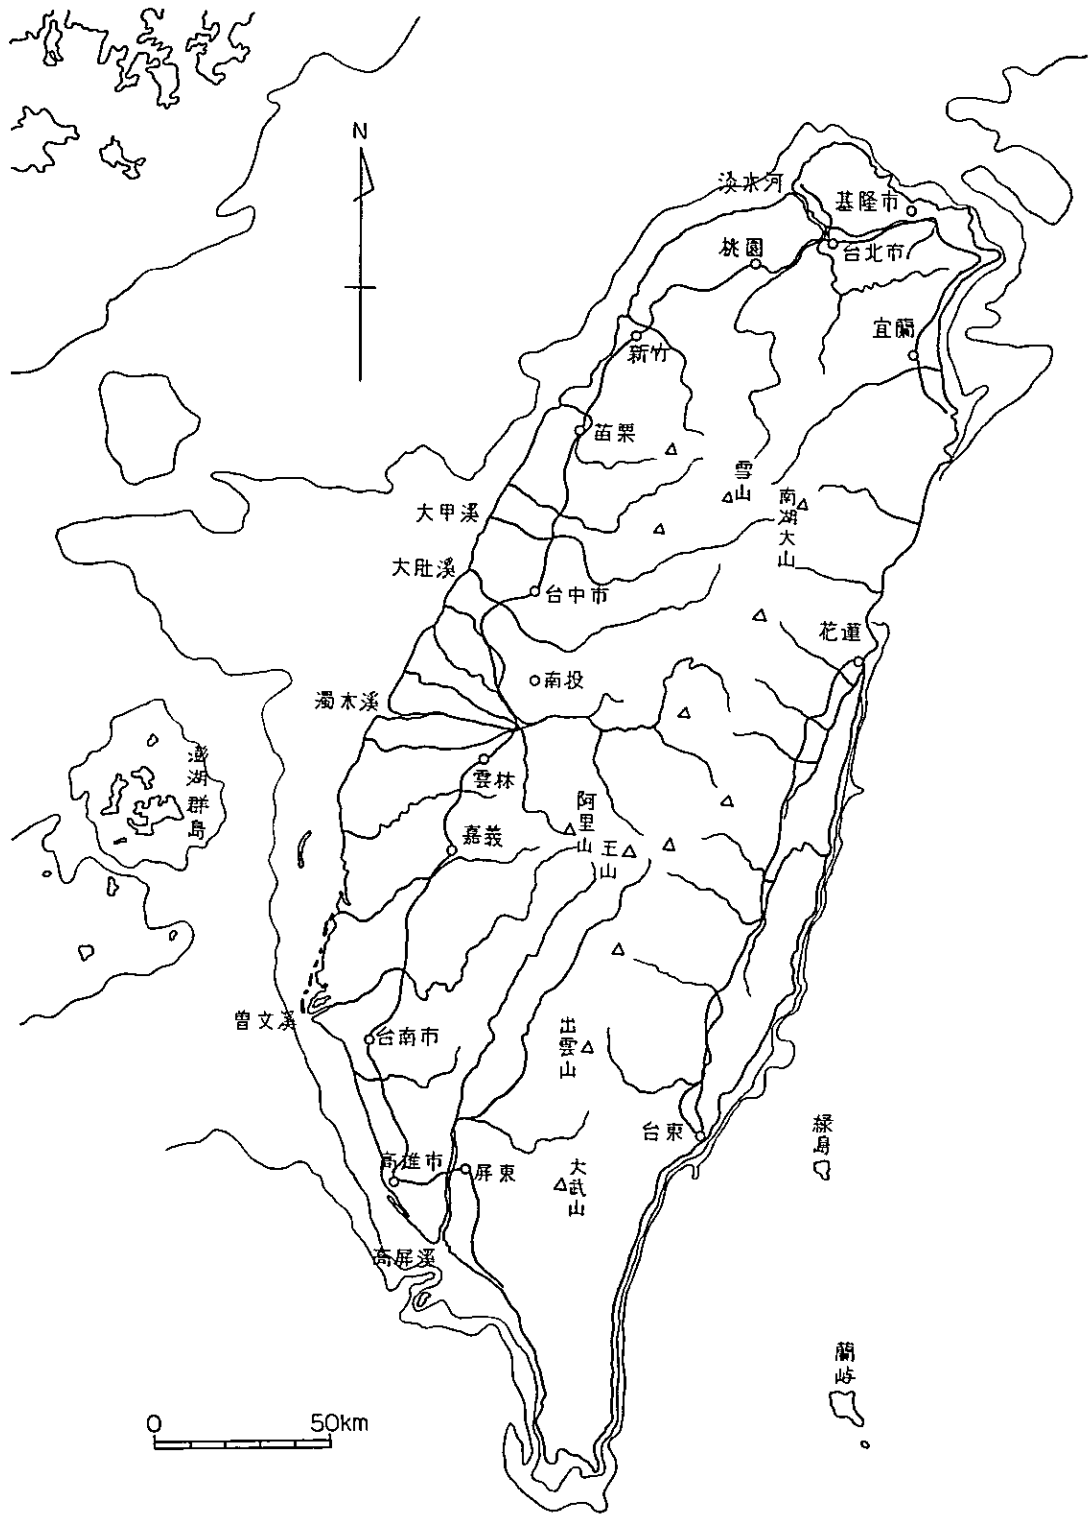 N
淡水河
基隆市
桃園
台北市
宜蘭
新竹
苗栗
雪山
南湖大山
大甲溪
大肚溪
台中市
花蓮
南投
濁水溪
澎湖群島
雲林
阿里山
嘉義
玉山
曾文溪
台南市
出雲山
台東
緑島
高雄市
屏東
大武山
高屏溪
蘭嶼
0 50km